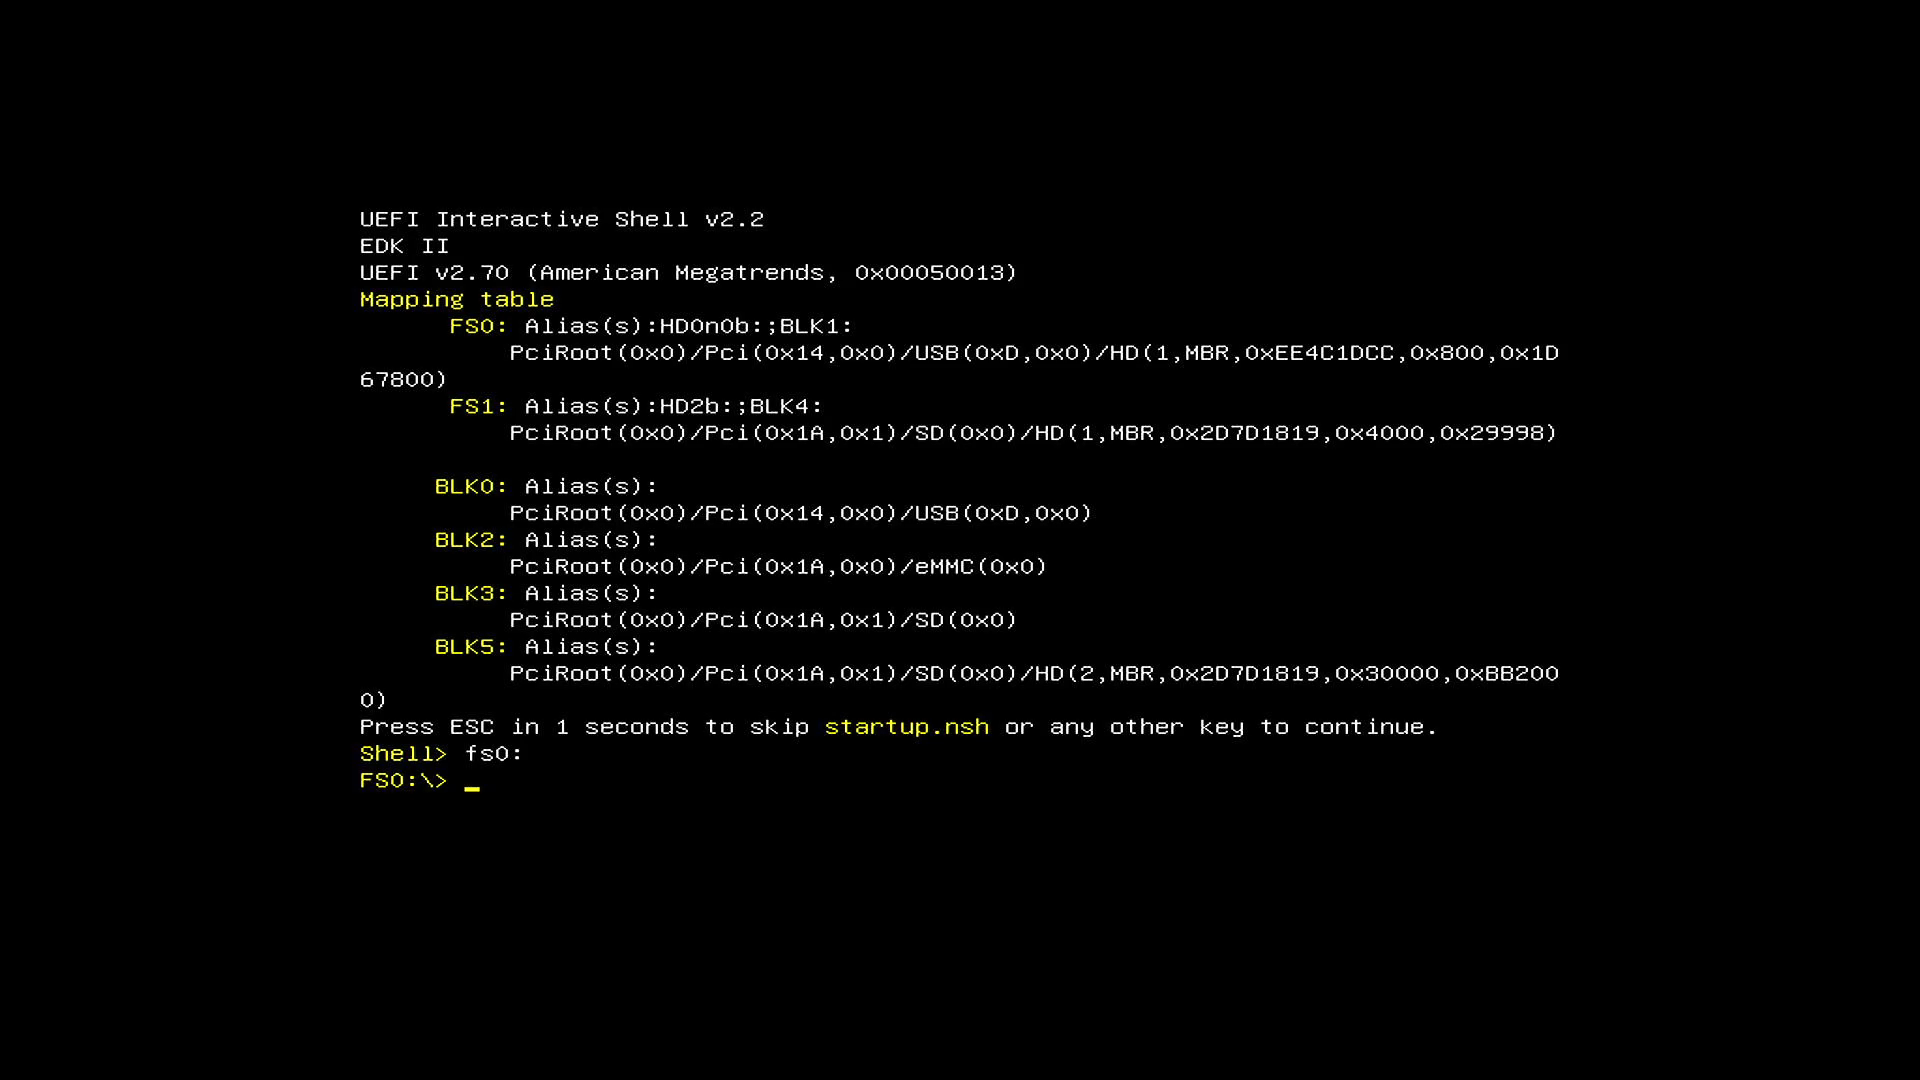 UEFI Interactive Shell v2.2
EDK II
UEFI v2.70 (American Megatrends, 0x00050013)
Mapping table
FS0: Alias(s):HD0n0b:;BLK1:
PciRoot(0x0)/Pci(0x14,0x0)/USB(0xD,0x0)/HD(1,MBR,0xEE4C1DCC,0x800,0x1D
67800)
FS1: Alias(s):HD2b:;BLK4:
PciRoot(0x0)/Pci(0x1A,0x1)/SD(0x0)/HD(1,MBR,0x2D7D1819,0x4000,0x29998)
BLK0: Alias(s):
PciRoot(0x0)/Pci(0x14,0x0)/USB(0xD,0x0)
BLK2: Alias(s):
PciRoot(0x0)/Pci(0x1A,0x0)/eMMC(0x0)
BLK3: Alias(s):
PciRoot(0x0)/Pci(0x1A,0x1)/SD(0x0)
BLK5: Alias(s):
PciRoot(0x0)/Pci(0x1A,0x1)/SD(0x0)/HD(2,MBR,0x2D7D1819,0x30000,0xBB200
0)
Press ESC in 1 seconds to skip startup.nsh or any other key to continue.
Shell> fs0:
FS0:\> _